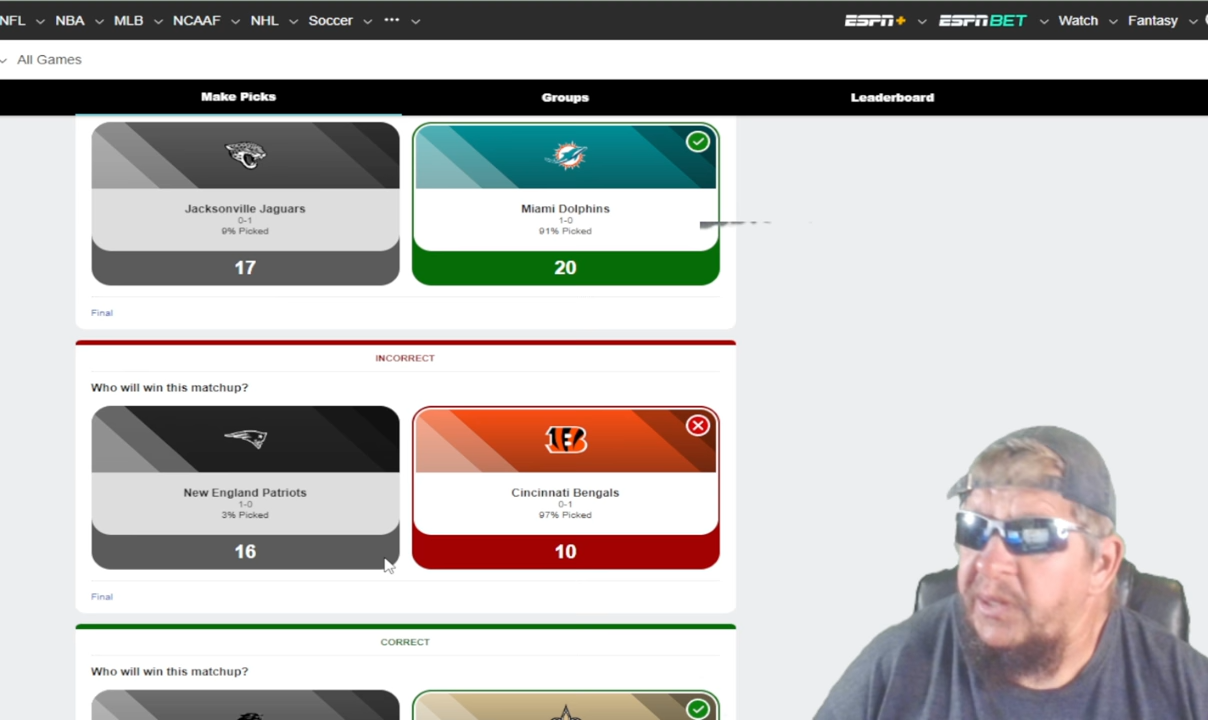 NFL NBA MLB NCAAF NHL Soccer ••• ESPN+ ESPN BET Watch Fantasy
All Games
Make Picks Groups Leaderboard
Jacksonville Jaguars Miami Dolphins
0-1 1-0
9% Picked 91% Picked
17 20
Final
INCORRECT
Who will win this matchup?
New England Patriots Cincinnati Bengals
1-0 0-1
3% Picked 97% Picked
16 10
Final
CORRECT
Who will win this matchup?